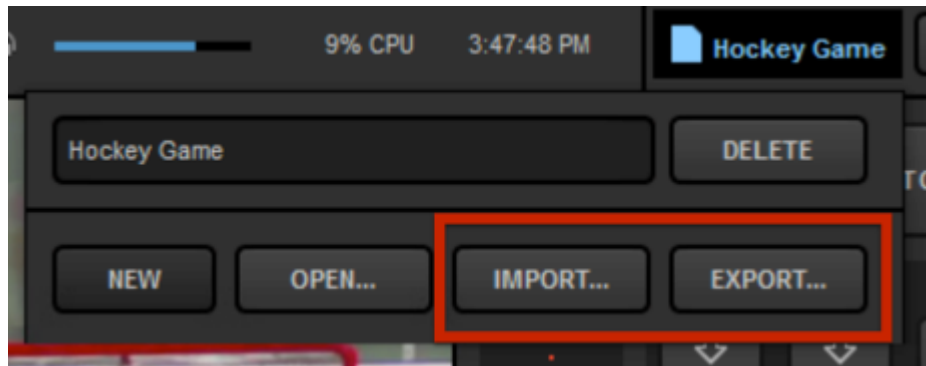 9% CPU 3:47:48 PM Hockey Game
Hockey Game DELETE
NEW OPEN... IMPORT... EXPORT...